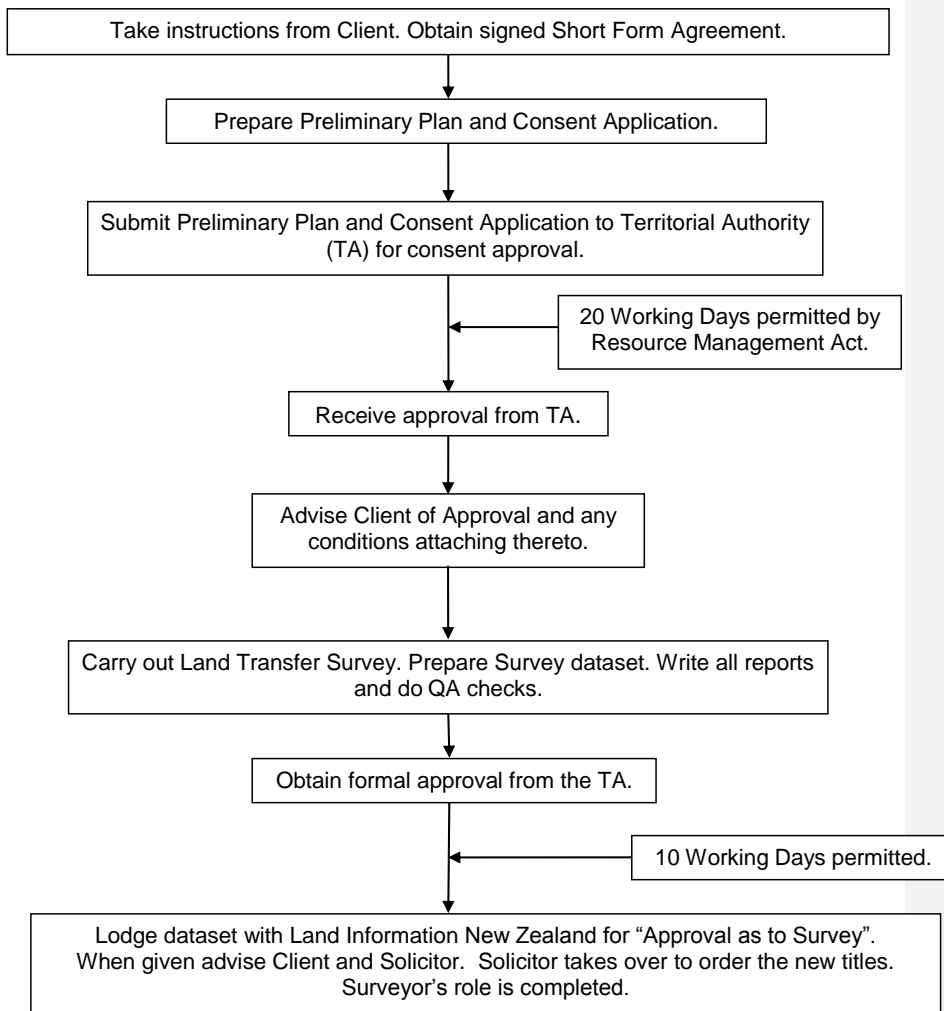 Take instructions from Client. Obtain signed Short Form Agreement.
Prepare Preliminary Plan and Consent Application.
Submit Preliminary Plan and Consent Application to Territorial Authority
(TA) for consent approval.
20 Working Days permitted by
Resource Management Act.
Receive approval from TA.
Advise Client of Approval and any
conditions attaching thereto.
Carry out Land Transfer Survey. Prepare Survey dataset. Write all reports
and do QA checks.
Obtain formal approval from the TA.
10 Working Days permitted.
Lodge dataset with Land Information New Zealand for “Approval as to Survey”.
When given advise Client and Solicitor. Solicitor takes over to order the new titles.
Surveyor’s role is completed.